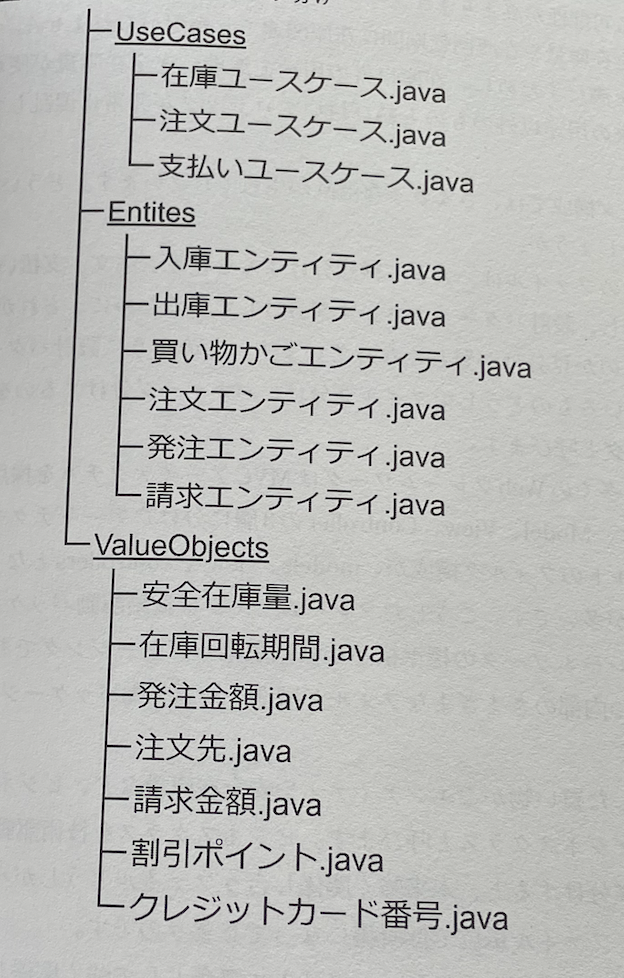 UseCases
在庫ユースケース.java
注文ユースケース.java
支払いユースケース.java
Entites
入庫エンティティ.java
出庫エンティティ.java
買い物かごエンティティ.java
注文エンティティ.java
発注エンティティ.java
請求エンティティ.java
ValueObjects
安全在庫量.java
在庫回転期間.java
発注金額.java
注文先.java
請求金額.java
割引ポイント.java
クレジットカード番号.java